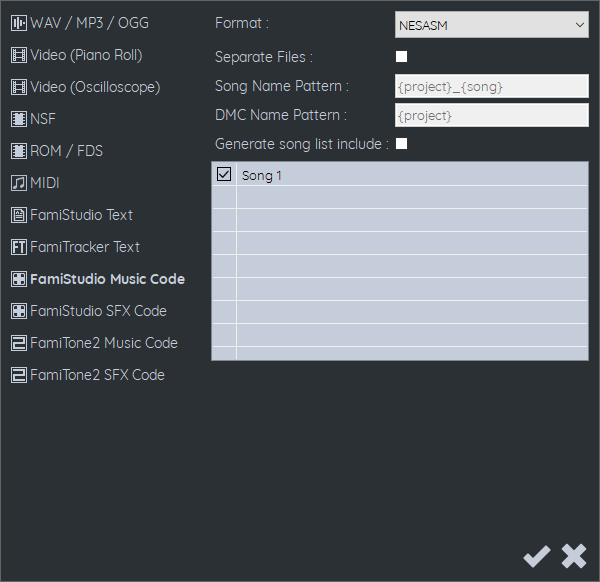 WAV / MP3 / OGG
Video (Piano Roll)
Video (Oscilloscope)
NSF
ROM / FDS
MIDI
FamiStudio Text
FT FamiTracker Text
FamiStudio Music Code
FamiStudio SFX Code
FamiTone2 Music Code
FamiTone2 SFX Code
Format : NESASM
Separate Files :
Song Name Pattern : {project}_{song}
DMC Name Pattern : {project}
Generate song list include :
Song 1